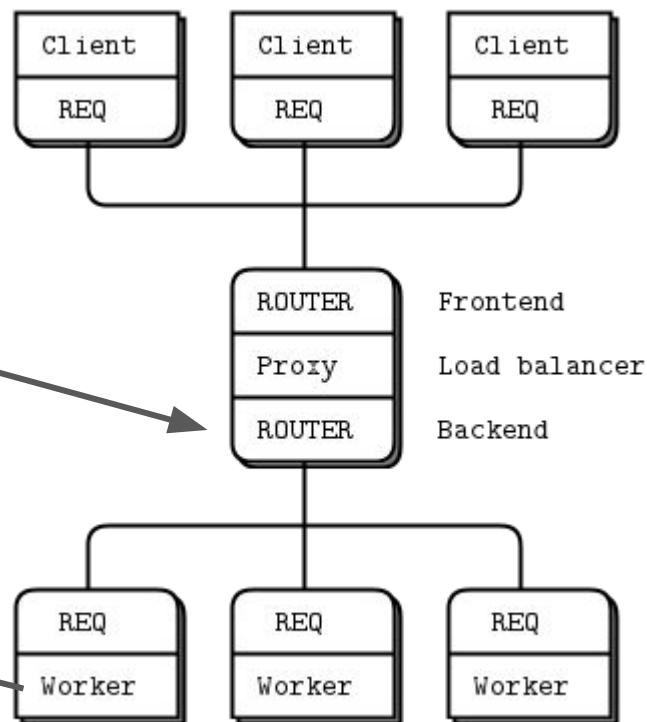 Client Client Client
REQ REQ REQ
ROUTER Frontend
Proxy Load balancer
ROUTER Backend
REQ REQ REQ
Worker Worker Worker